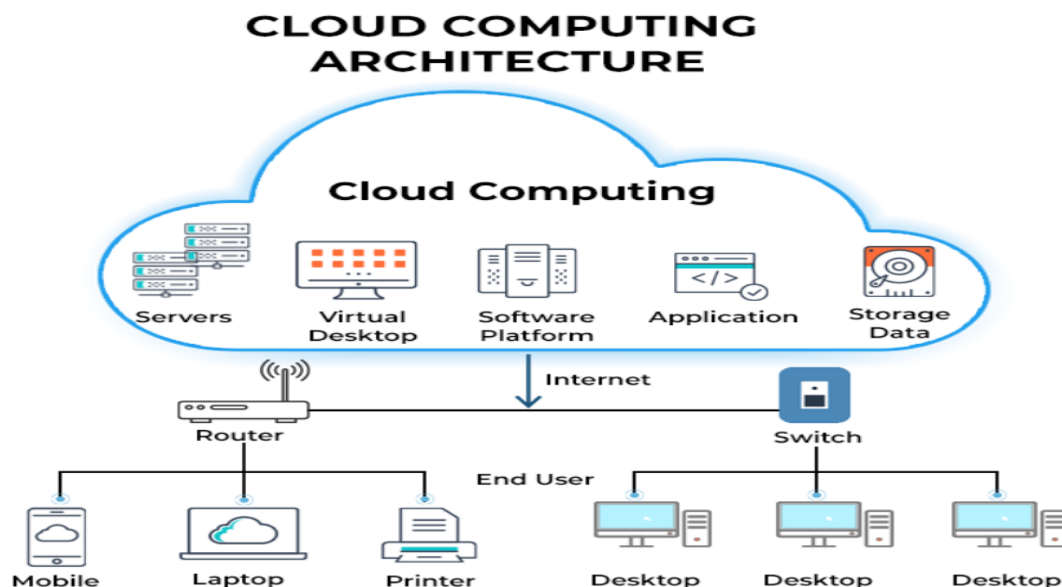 CLOUD COMPUTING
ARCHITECTURE
Cloud Computing
Servers
Virtual
Desktop
Software
Platform
Application
Storage
Data
Internet
Router
Switch
End User
Mobile
Laptop
Printer
Desktop
Desktop
Desktop